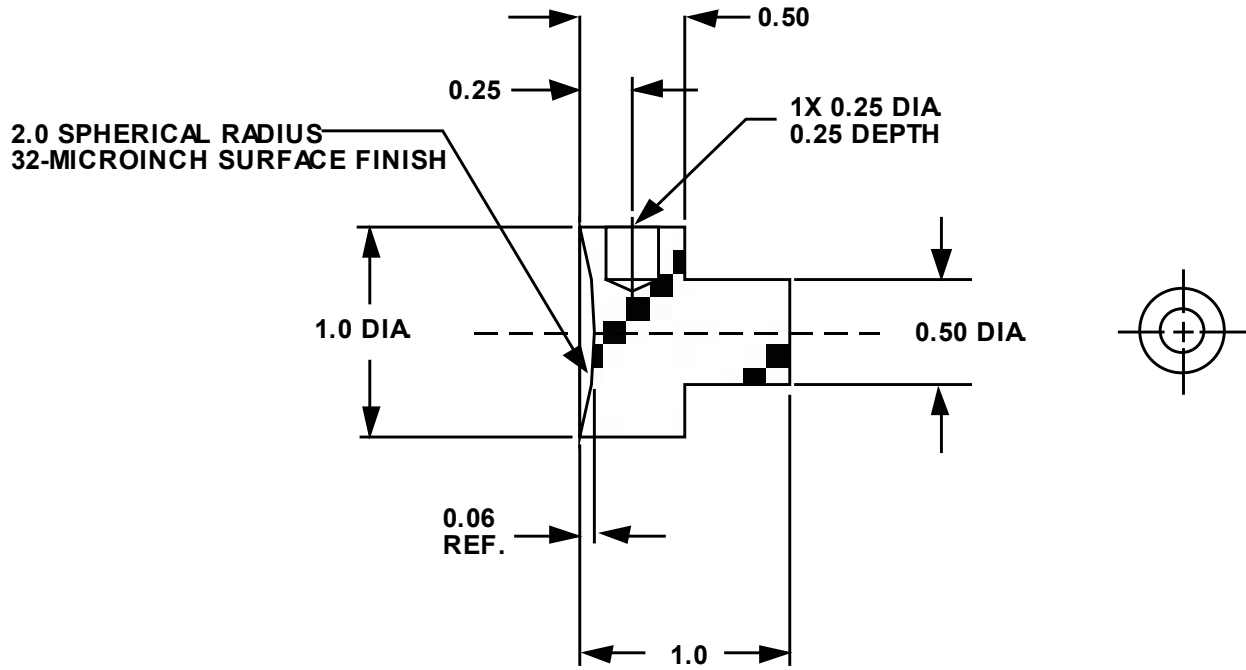 0.50
0.25
1X 0.25 DIA.
0.25 DEPTH
2.0 SPHERICAL RADIUS
32-MICROINCH SURFACE FINISH
1.0 DIA.
0.50 DIA.
0.06
REF.
1.0